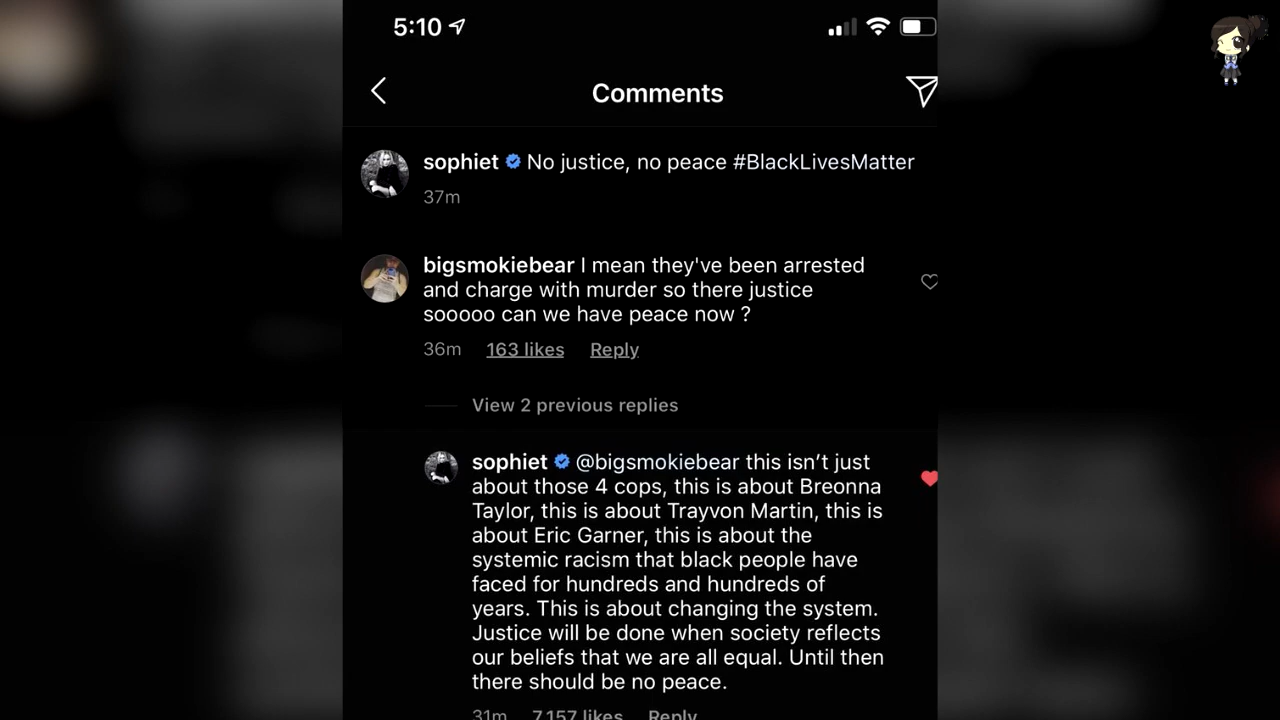 5:10
Comments
sophiet No justice, no peace #BlackLivesMatter
37m
bigsmokiebear I mean they've been arrested
and charge with murder so there justice
sooooo can we have peace now ?
36m 163 likes Reply
View 2 previous replies
sophiet @bigsmokiebear this isn’t just
about those 4 cops, this is about Breonna
Taylor, this is about Trayvon Martin, this is
about Eric Garner, this is about the
systemic racism that black people have
faced for hundreds and hundreds of
years. This is about changing the system.
Justice will be done when society reflects
our beliefs that we are all equal. Until then
there should be no peace.
31m 7,157 likes Reply